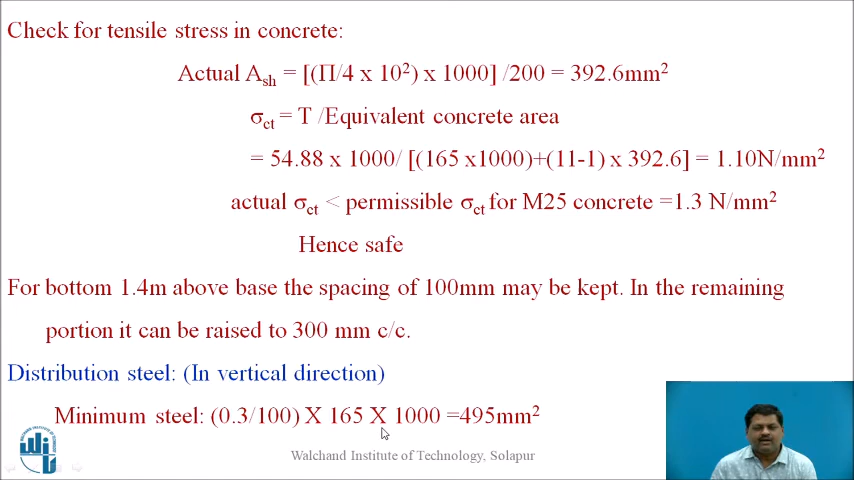 Check for tensile stress in concrete:
Actual Ash = [(Π/4 x 10²) x 1000] /200 = 392.6mm²
σct = T /Equivalent concrete area
= 54.88 x 1000/ [(165 x1000)+(11-1) x 392.6] = 1.10N/mm²
actual σct < permissible σct for M25 concrete =1.3 N/mm²
Hence safe
For bottom 1.4m above base the spacing of 100mm may be kept. In the remaining
portion it can be raised to 300 mm c/c.
Distribution steel: (In vertical direction)
Minimum steel: (0.3/100) X 165 X 1000 =495mm²
Walchand Institute of Technology, Solapur